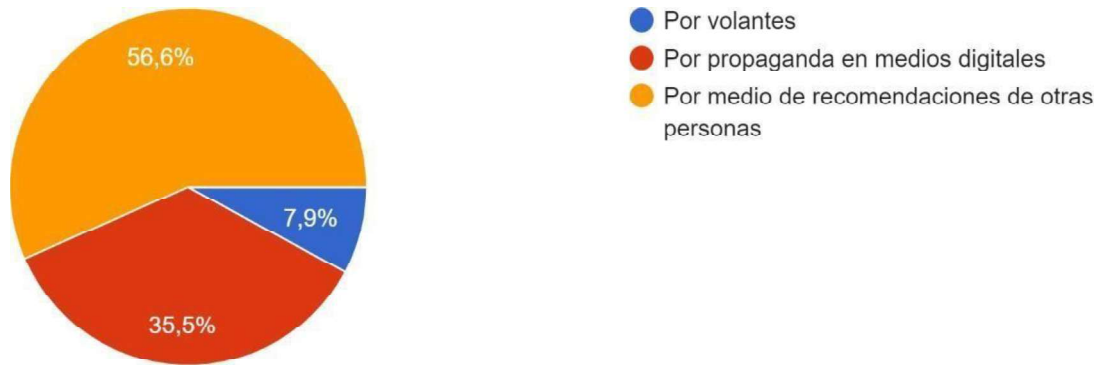 56,6%
7,9%
35,5%
Por volantes
Por propaganda en medios digitales
Por medio de recomendaciones de otras
personas